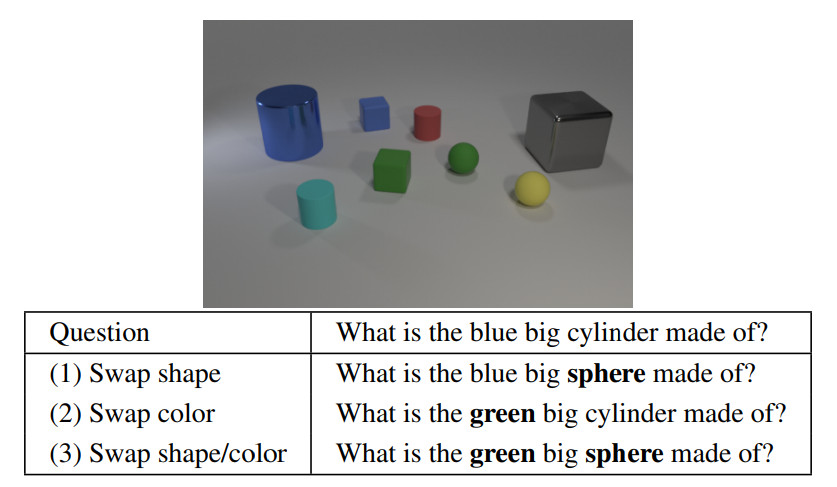 Question What is the blue big cylinder made of?
(1) Swap shape What is the blue big sphere made of?
(2) Swap color What is the green big cylinder made of?
(3) Swap shape/color What is the green big sphere made of?